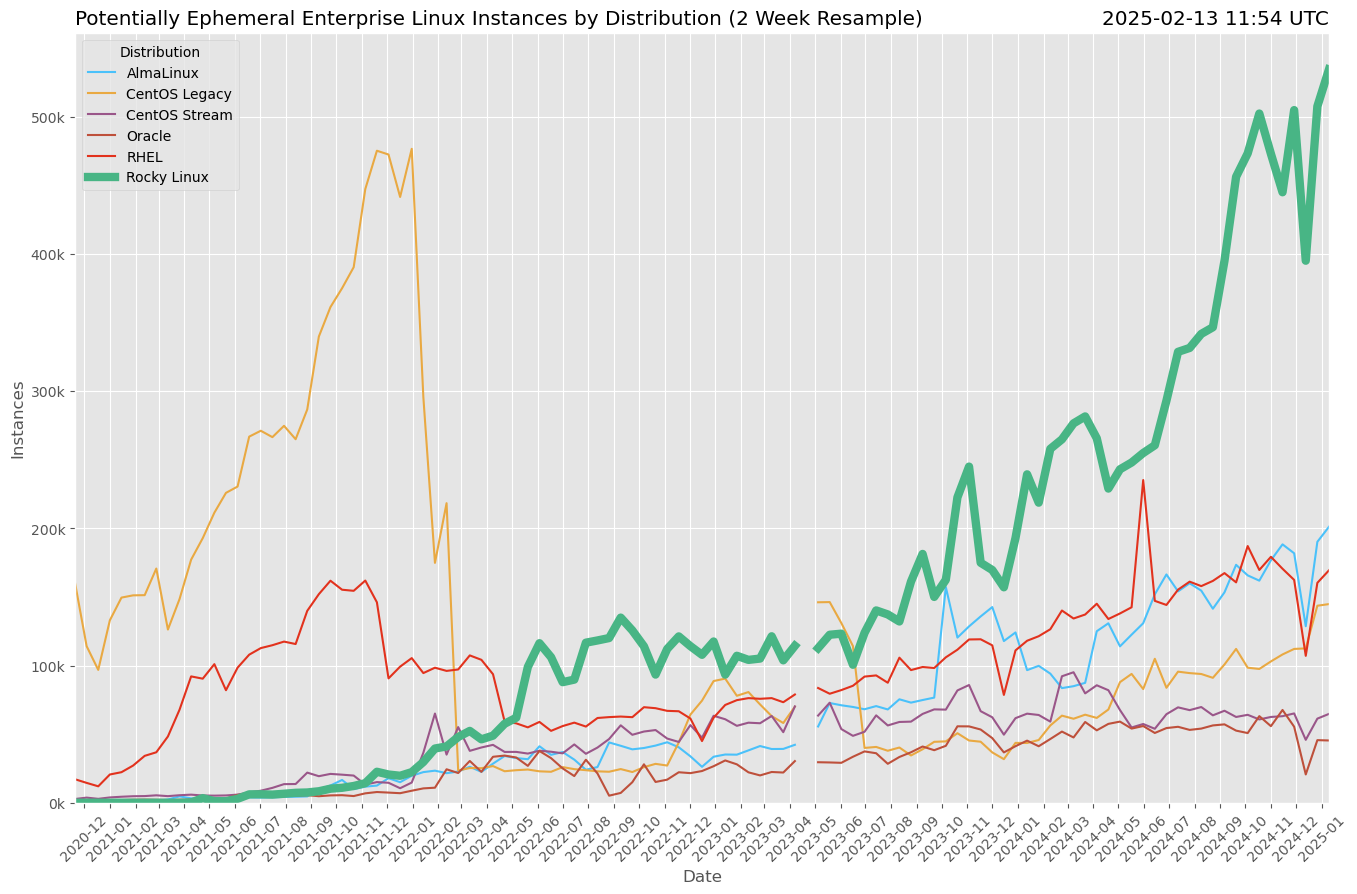 Potentially Ephemeral Enterprise Linux Instances by Distribution (2 Week Resample)
2025-02-13 11:54 UTC
Distribution
AlmaLinux
CentOS Legacy
CentOS Stream
Oracle
RHEL
Rocky Linux
Instances
500k
400k
300k
200k
100k
0k
2020-12
2021-01
2021-02
2021-03
2021-04
2021-05
2021-06
2021-07
2021-08
2021-09
2021-10
2021-11
2021-12
2022-01
2022-02
2022-03
2022-04
2022-05
2022-06
2022-07
2022-08
2022-09
2022-10
2022-11
2022-12
2023-01
2023-02
2023-03
2023-04
2023-05
2023-06
2023-07
2023-08
2023-09
2023-10
2023-11
2023-12
2024-01
2024-02
2024-03
2024-04
2024-05
2024-06
2024-07
2024-08
2024-09
2024-10
2024-11
2024-12
2025-01
Date